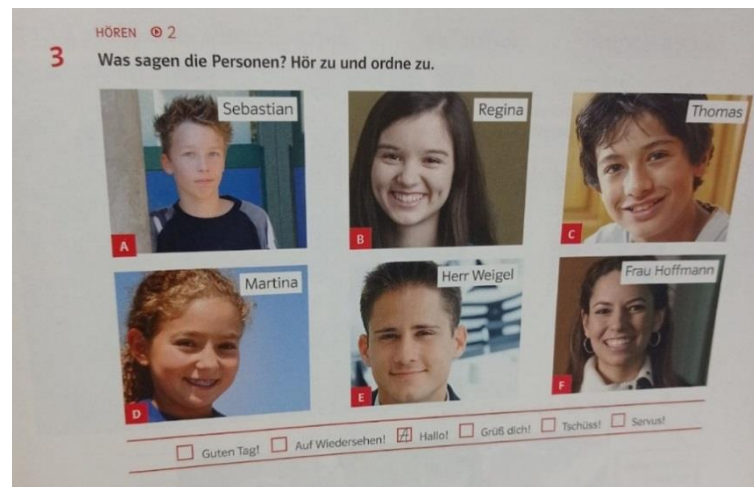 HÖREN 2
3 Was sagen die Personen? Hör zu und ordne zu.
Sebastian
A
Regina
B
Thomas
C
Martina
D
Herr Weigel
E
Frau Hoffmann
F
Guten Tag! Auf Wiedersehen! A Hallo! Grüß dich! Tschüss! Servus!